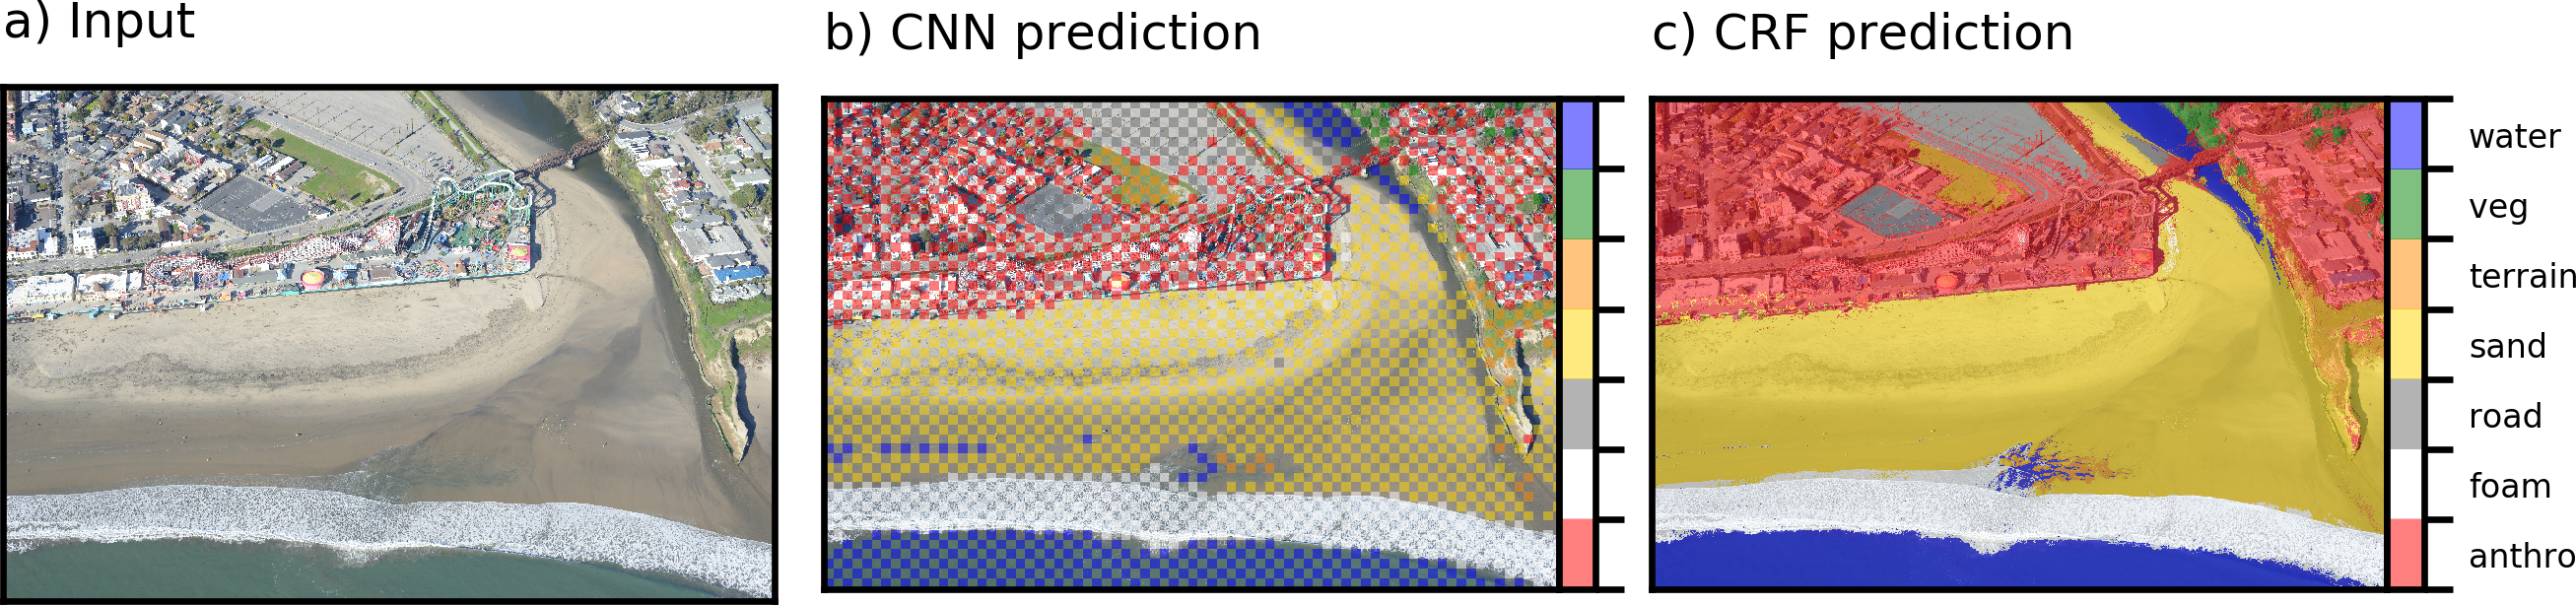 a) Input
b) CNN prediction
c) CRF prediction
water
veg
terrain
sand
road
foam
anthro